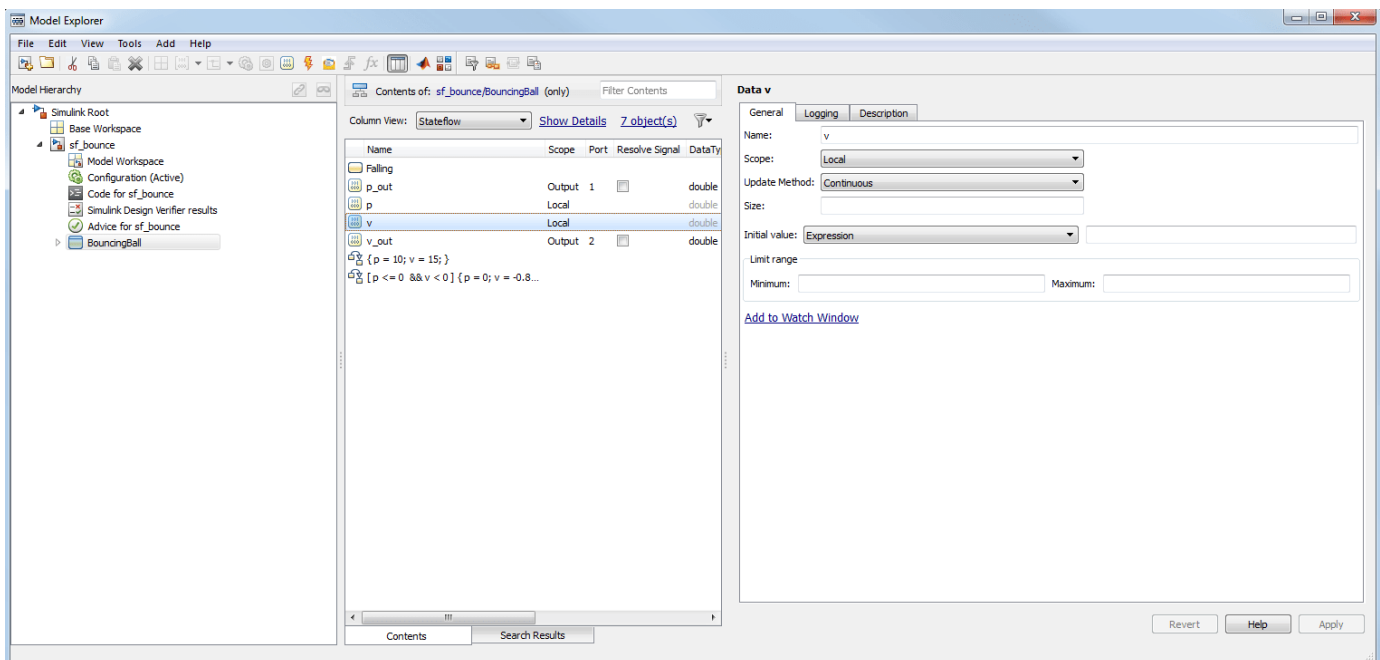 Model Explorer
File Edit View Tools Add Help
Model Hierarchy
Simulink Root
Base Workspace
sf_bounce
Model Workspace
Configuration (Active)
Code for sf_bounce
Simulink Design Verifier results
Advice for sf_bounce
BouncingBall
Contents of: sf_bounce/BouncingBall (only) Filter Contents
Column View: Stateflow Show Details 7 object(s)
Name Scope Port Resolve Signal DataTy
Falling
p_out Output 1 double
p Local double
v Local double
v_out Output 2 double
{p = 10; v = 15; }
[p <= 0 && v < 0] {p = 0; v = -0.8...
Contents Search Results
Data v
General Logging Description
Name: v
Scope: Local
Update Method: Continuous
Size:
Initial value: Expression
Limit range
Minimum: Maximum:
Add to Watch Window
Revert Help Apply